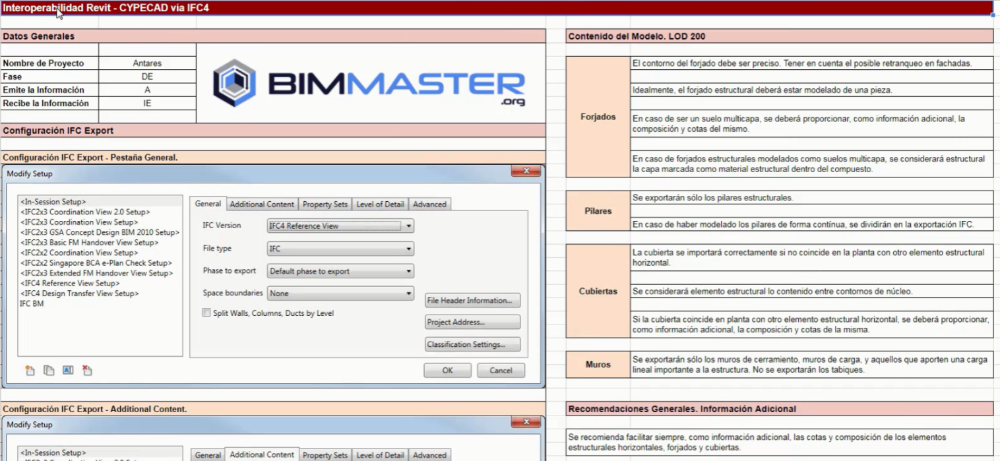 Interoperabilidad Revit - CYPECAD via IFC4
Datos Generales
Nombre de Proyecto Antares
Fase DE
Emite la Información A
Recibe la Información IE
BIMMASTER
.org
Configuración IFC Export
Configuración IFC Export - Pestaña General.
Modify Setup
<In-Session Setup>
<IFC2x3 Coordination View 2.0 Setup>
<IFC2x3 Coordination View Setup>
<IFC2x3 GSA Concept Design BIM 2010 Setup>
<IFC2x3 Basic FM Handover View Setup>
<IFC2x2 Coordination View Setup>
<IFC2x2 Singapore BCA e-Plan Check Setup>
<IFC2x3 Extended FM Handover View Setup>
<IFC4 Reference View Setup>
<IFC4 Design Transfer View Setup>
IFC BM
General Additional Content Property Sets Level of Detail Advanced
IFC Version IFC4 Reference View
File type IFC
Phase to export Default phase to export
Space boundaries None
Split Walls, Columns, Ducts by Level
File Header Information...
Project Address...
Classification Settings...
OK Cancel
Configuración IFC Export - Additional Content.
Modify Setup
<In-Session Setup>
General Additional Content Property Sets Level of Detail Advanced
Contenido del Modelo. LOD 200
Forjados
El contorno del forjado debe ser preciso. Tener en cuenta el posible retranqueo en fachadas.
Idealmente, el forjado estructural deberá estar modelado de una pieza.
En caso de ser un suelo multicapa, se deberá proporcionar, como información adicional, la
composición y cotas del mismo.
En caso de forjados estructurales modelados como suelos multicapa, se considerará estructural
la capa marcada como material estructural dentro del compuesto.
Pilares
Se exportarán sólo los pilares estructurales.
En caso de haber modelado los pilares de forma contínua, se dividirán en la exportación IFC.
Cubiertas
La cubierta se importará correctamente si no coincide en la planta con otro elemento estructural
horizontal.
Se considerará elemento estructural lo contenido entre contornos de núcleo.
Si la cubierta coincide en planta con otro elemento estructural horizontal, se deberá proporcionar,
como información adicional, la composición y cotas de la misma.
Muros
Se exportarán sólo los muros de cerramiento, muros de carga, y aquellos que aporten una carga
lineal importante a la estructura. No se exportarán los tabiques.
Recomendaciones Generales. Información Adicional
Se recomienda facilitar siempre, como información adicional, las cotas y composición de los elementos
estructurales horizontales, forjados y cubiertas.